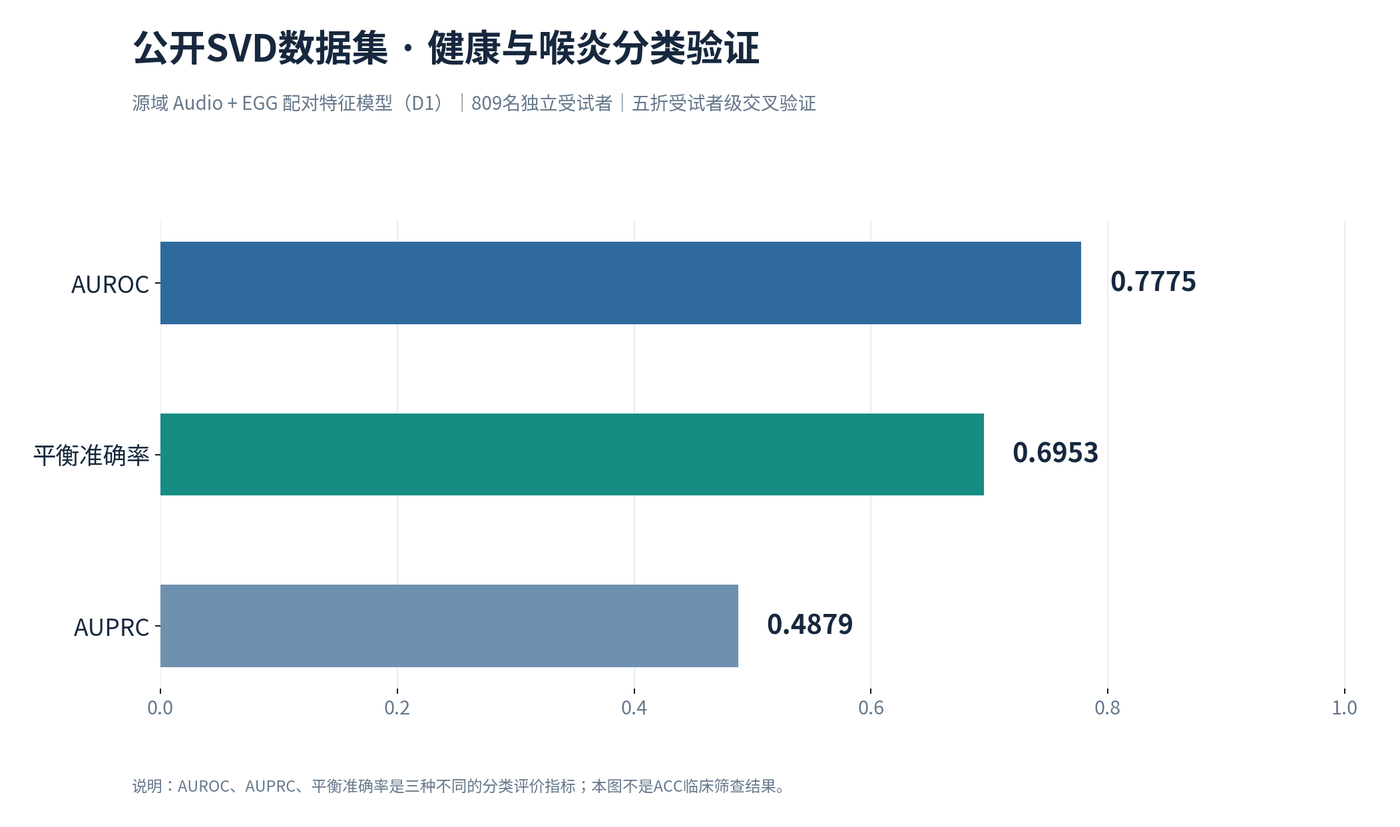 公开SVD数据集 · 健康与喉炎分类验证
源域 Audio + EGG 配对特征模型（D1）｜809名独立受试者｜五折受试者级交叉验证
AUROC
0.7775
平衡准确率
0.6953
AUPRC
0.4879
0.0 0.2 0.4 0.6 0.8 1.0
说明：AUROC、AUPRC、平衡准确率是三种不同的分类评价指标；本图不是ACC临床筛查结果。